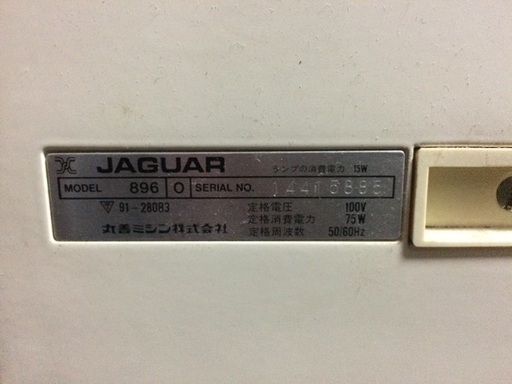 JAGUAR ランプの消費電力 15W
MODEL 896 O SERIAL NO.
91-28083 定格電圧 100V
定格消費電力 75W
丸善ミシン株式会社 定格周波数 50/60Hz